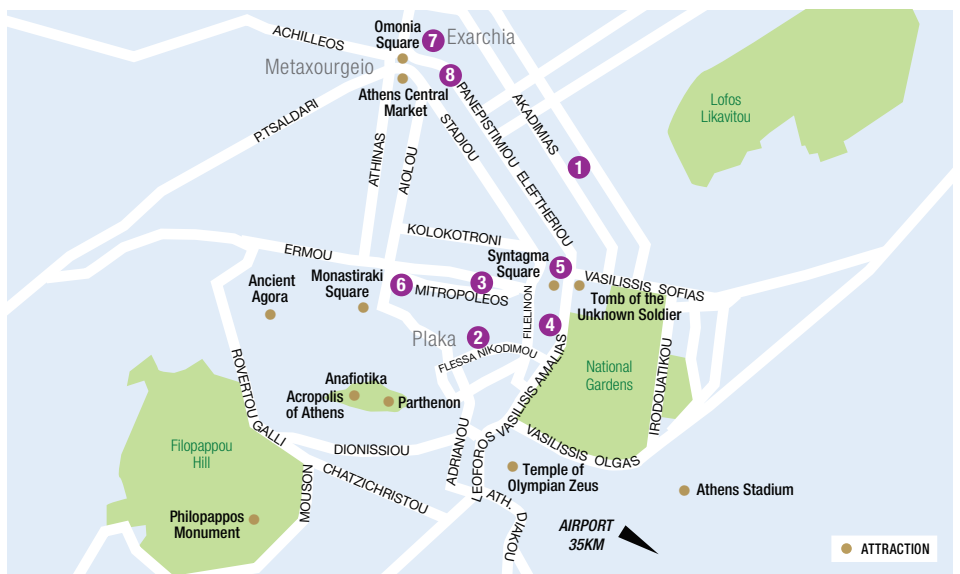 ACHILLEOS
Omonia
Square
7
Exarchia
Metaxourgeio
8
Athens Central
Market
P.TSALDARI
PANEPISTIMIOU ELEFTHERIOU
AKADIMIAS
STADIOU
Lofos
Likavitou
ATHINAS
AIOLOU
1
KOLOKOTRONI
ERMOU
Syntagma
Square
5
VASILISSIS SOFIAS
Ancient
Agora
Monastiraki
Square
6
3
MITROPOLEOS
FILELINON
Tomb of the
Unknown Soldier
4
Plaka
2
FLESSA NIKODIMOU
National
Gardens
IRODOUATIKOU
ROVERTOU GALLI
Anafiotika
Acropolis
of Athens
Parthenon
LEOFOROS VASILISIS AMALIAS
ADRIANOU
VASILISSIS OLGAS
DIONISSIOU
Filopappou
Hill
CHATZICHRISTOU
MOUSON
Temple of
Olympian Zeus
Athens Stadium
ATH. DIAKOU
Philopappos
Monument
AIRPORT
35KM
ATTRACTION